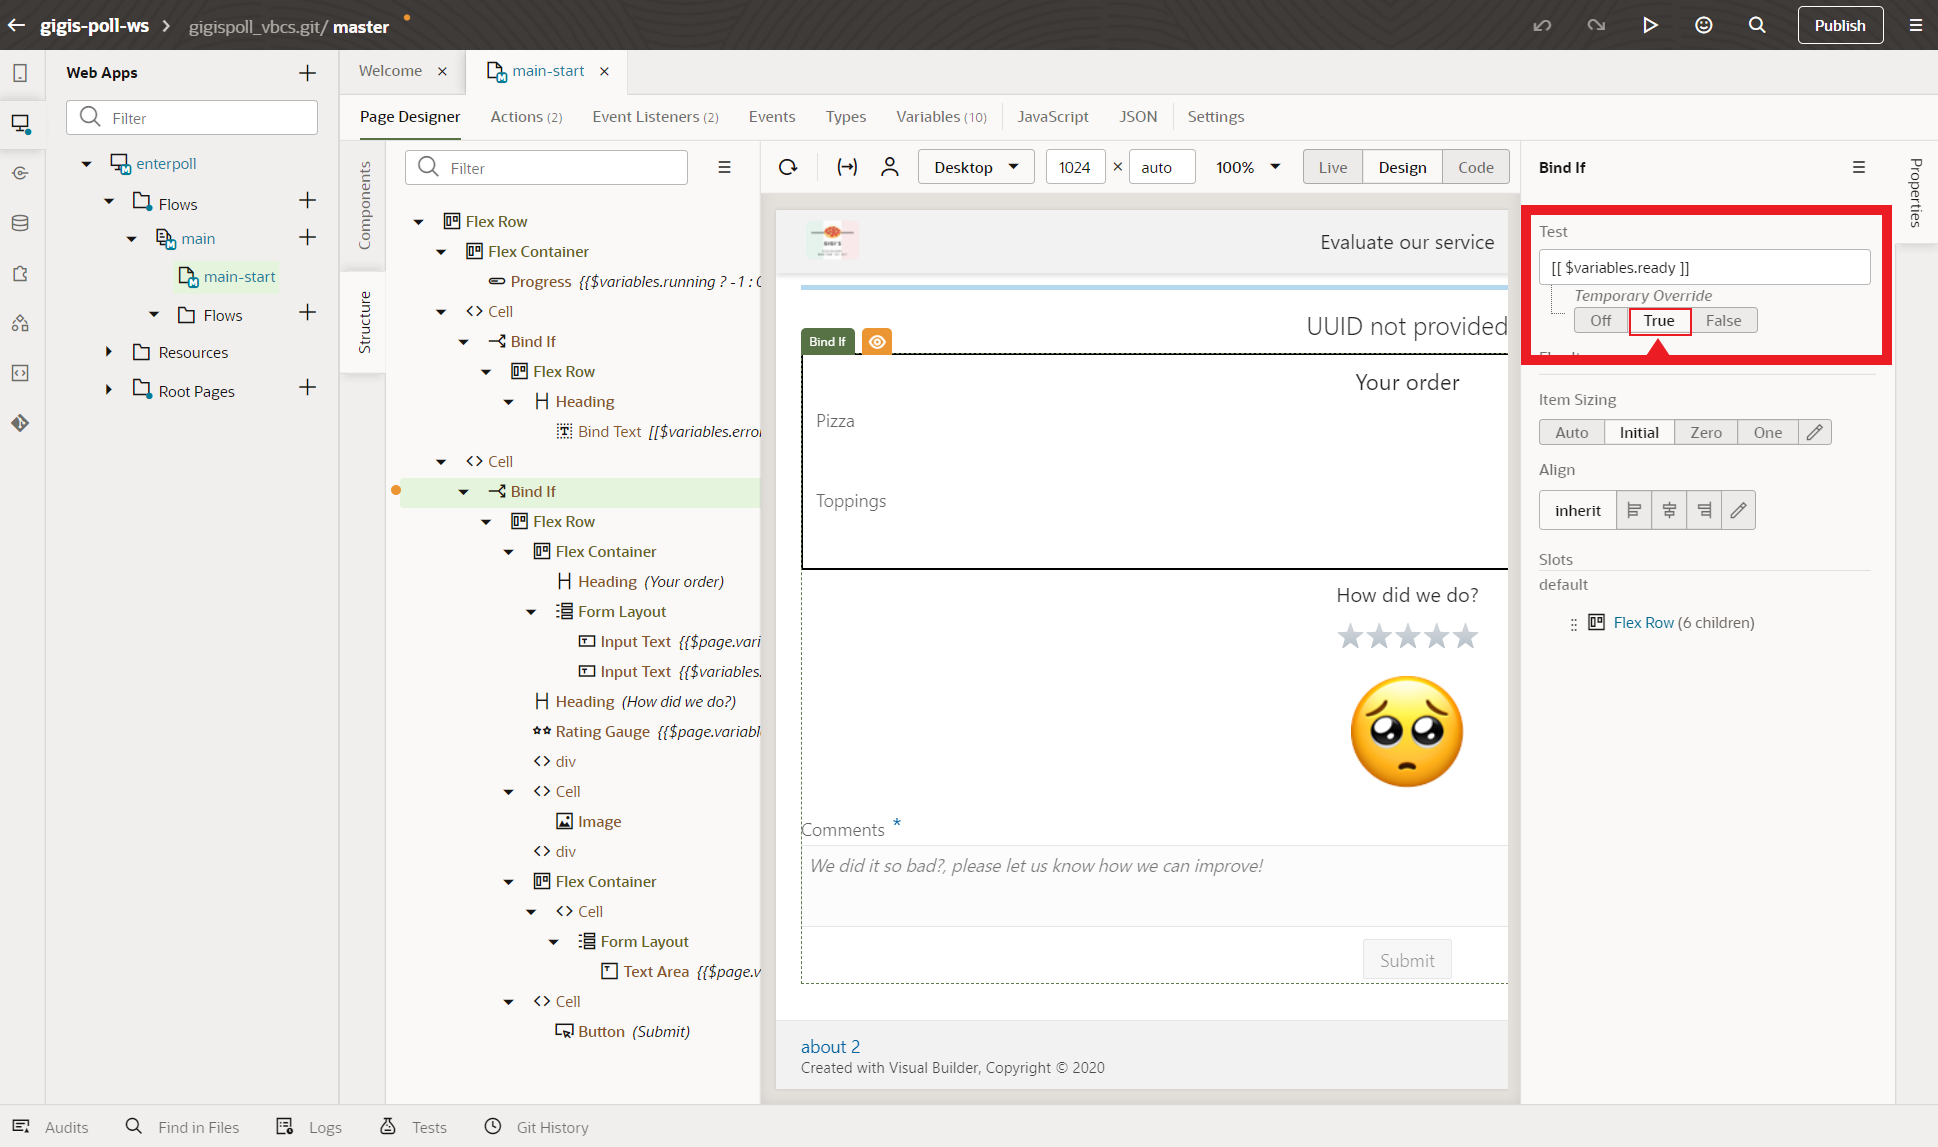 gigis-poll-ws > gigispoll_vbcs.git/ master
Publish
Web Apps
Filter
enterpoll
Flows
main
main-start
Flows
Resources
Root Pages
Welcome ×
main-start ×
Page Designer
Actions (2)
Event Listeners (2)
Events
Types
Variables (10)
JavaScript
JSON
Settings
Components
Structure
Filter
Flex Row
Flex Container
Progress {{$variables.running ? -1 : 0
Cell
Bind If
Flex Row
Heading
Bind Text [[$variables.error
Cell
Bind If
Flex Row
Flex Container
Heading (Your order)
Form Layout
Input Text {{$page.vari
Input Text {{$variables.
Heading (How did we do?)
Rating Gauge {{$page.variabl
div
Cell
Image
div
Flex Container
Cell
Form Layout
Text Area {{$page.v
Cell
Button (Submit)
Desktop
1024 × auto
100%
Live
Design
Code
GIGI'S
Evaluate our service
UUID not provided
Bind If
Your order
Pizza
Toppings
How did we do?
Comments *
We did it so bad?, please let us know how we can improve!
Submit
about 2
Created with Visual Builder, Copyright © 2020
Bind If
Properties
Test
[[ $variables.ready ]]
Temporary Override
Off
True
False
Item Sizing
Auto
Initial
Zero
One
Align
inherit
Slots
default
Flex Row (6 children)
Audits
Find in Files
Logs
Tests
Git History